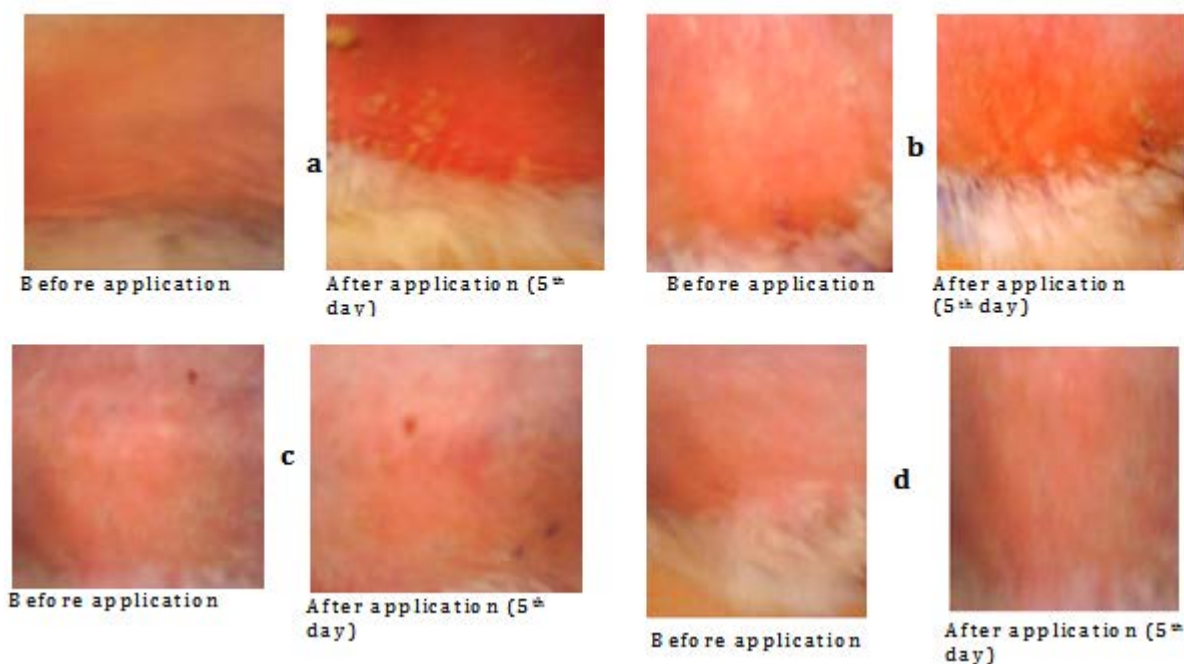 a
b
Before application
After application (5th
day)
Before application
After application
(5th day)
c
d
Before application
After application (5th
day)
Before application
After application (5th
day)